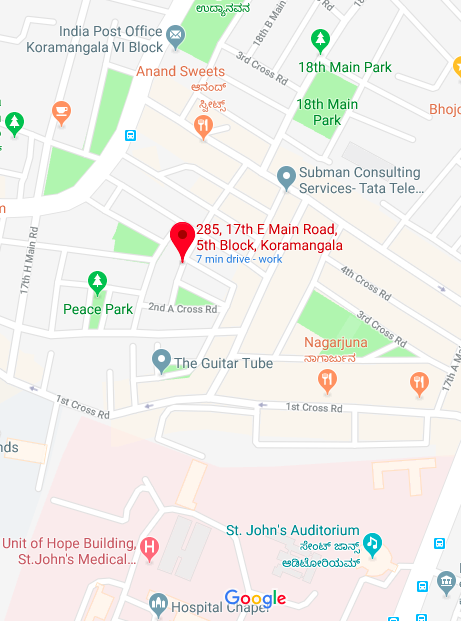 ಉದ್ಯಾನವನ
India Post Office
Koramangala VI Block
18th B Main
18th Main Park
Anand Sweets
ಆನಂದ್
ಸ್ವೀಟ್ಸ್
3rd Cross Rd
18th Main
Park
Bhoj
Subman Consulting
Services- Tata Tele...
m
17th H Main Rd
285, 17th E Main Road,
5th Block, Koramangala
7 min drive - work
4th Cross Rd
Peace Park
2nd A Cross Rd
3rd Cross Rd
Nagarjuna
ನಾಗಾರ್ಜುನ
The Guitar Tube
17th A Ma
1st Cross Rd
1st Cross Rd
nds
St. John's Auditorium
ಸೇಂಟ್ ಜಾನ್ಸ್
ಆಡಿಟೋರಿಯಮ್
Unit of Hope Building,
St.John's Medical...
Google
Hospital Chapel